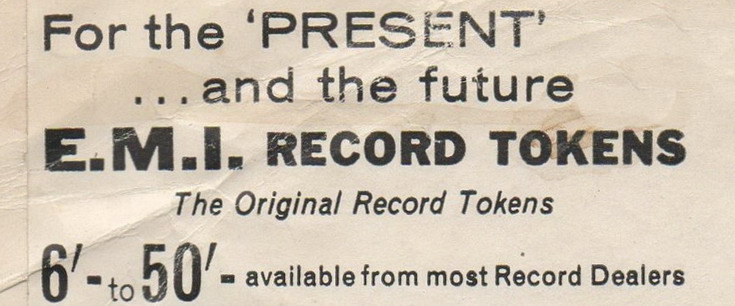 For the ‘PRESENT’
...and the future
E.M.I. RECORD TOKENS
The Original Record Tokens
6′- to 50′- available from most Record Dealers